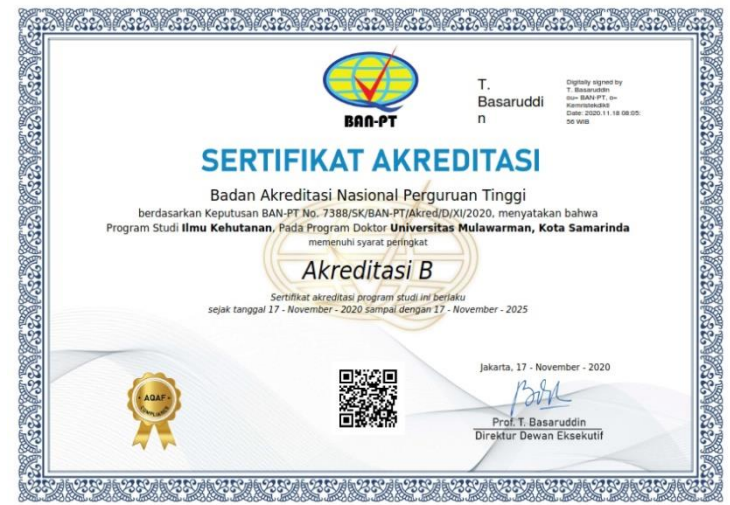 BAN-PT
T.
Basaruddi
n
Digitally signed by
T. Basaruddin
ou= BAN-PT, o=
Kemristekdikti
Date: 2020.11.18 08:05:
56 WIB
SERTIFIKAT AKREDITASI
Badan Akreditasi Nasional Perguruan Tinggi
berdasarkan Keputusan BAN-PT No. 7388/SK/BAN-PT/Akred/D/XI/2020, menyatakan bahwa
Program Studi Ilmu Kehutanan, Pada Program Doktor Universitas Mulawarman, Kota Samarinda
memenuhi syarat peringkat
Akreditasi B
Sertifikat akreditasi program studi ini berlaku
sejak tanggal 17 - November - 2020 sampai dengan 17 - November - 2025
Jakarta, 17 - November - 2020
AQAF
COMPLIANCE
Prof. T. Basaruddin
Direktur Dewan Eksekutif